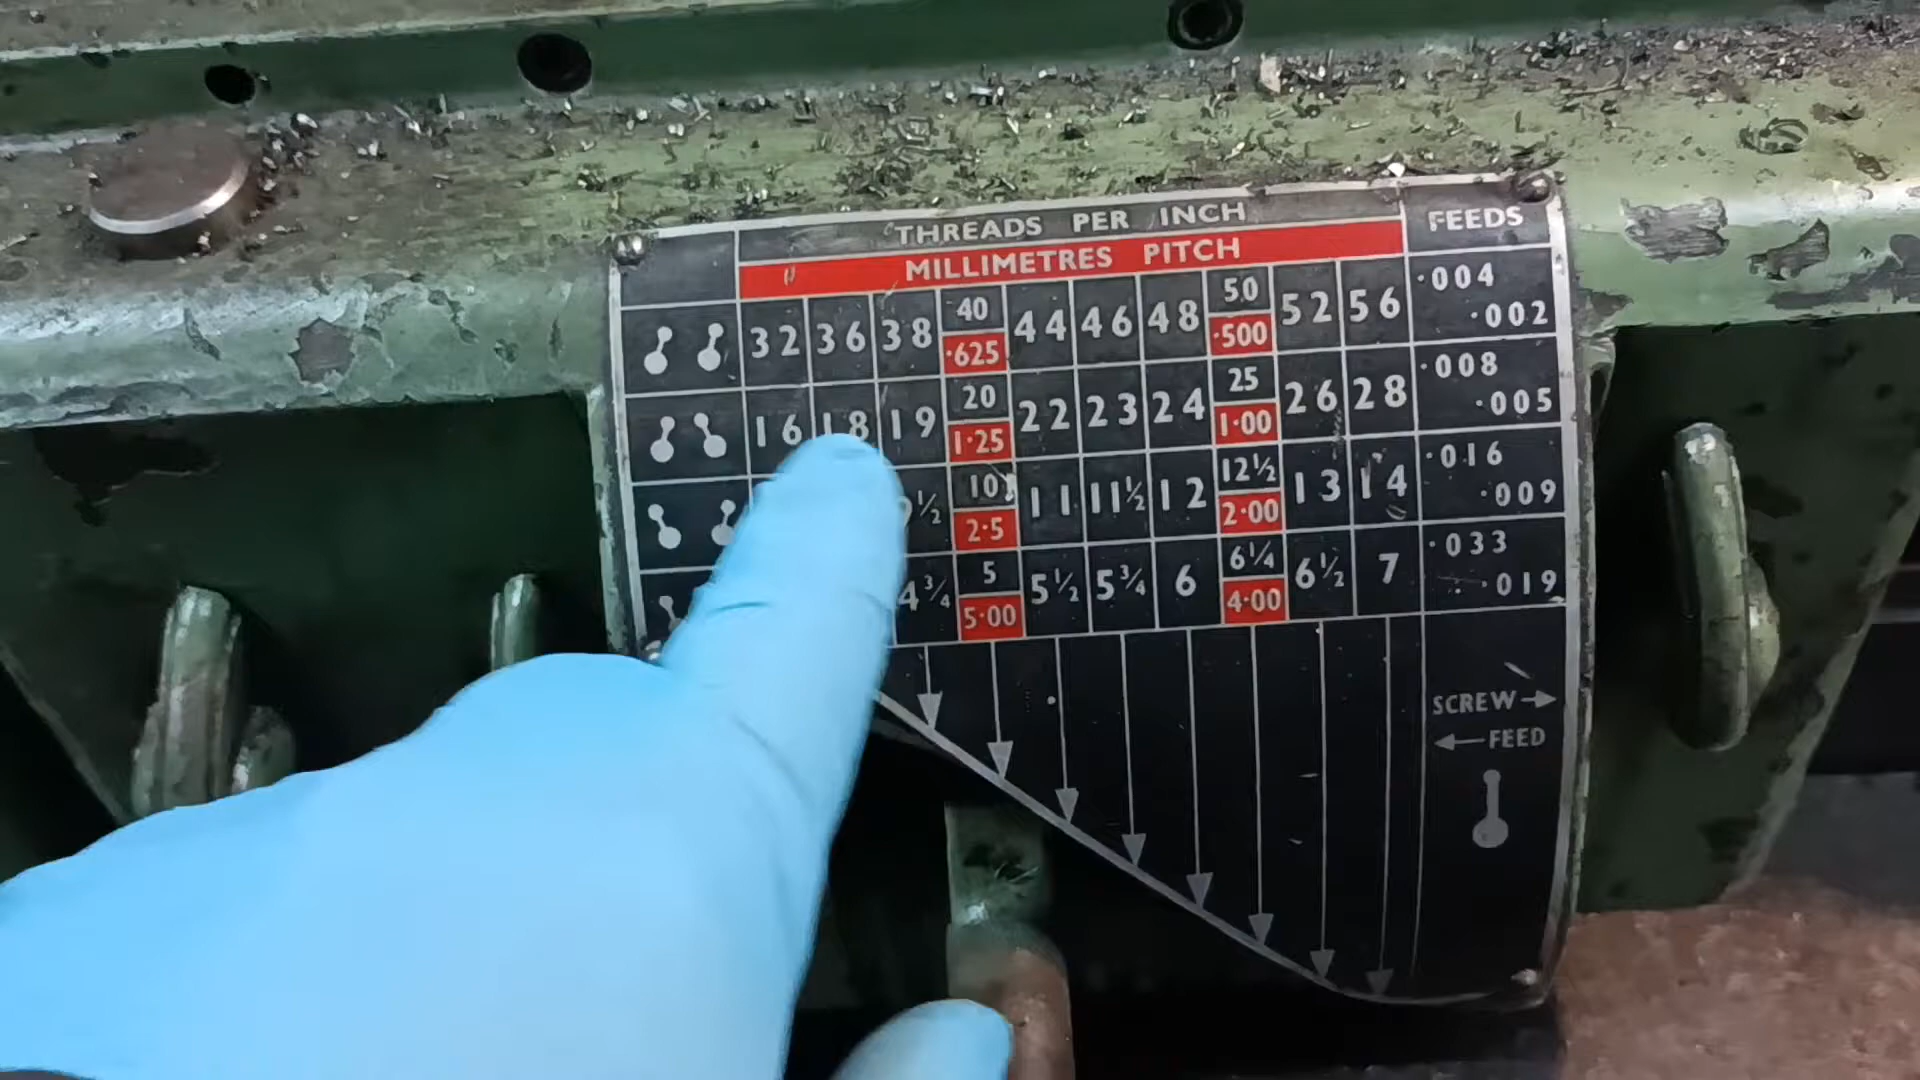 THREADS PER INCH FEEDS
MILLIMETRES PITCH
32 36 38 40 44 46 48 50 52 56 ·004
·625 ·500 ·002
16 18 19 20 22 23 24 25 26 28 ·008
1·25 1·00 ·005
10 11 11½ 12 12½ 13 14 ·016
2·5 2·00 ·009
4¾ 5 5½ 5¾ 6 6¼ 6½ 7 ·033
5·00 4·00 ·019
SCREW
FEED